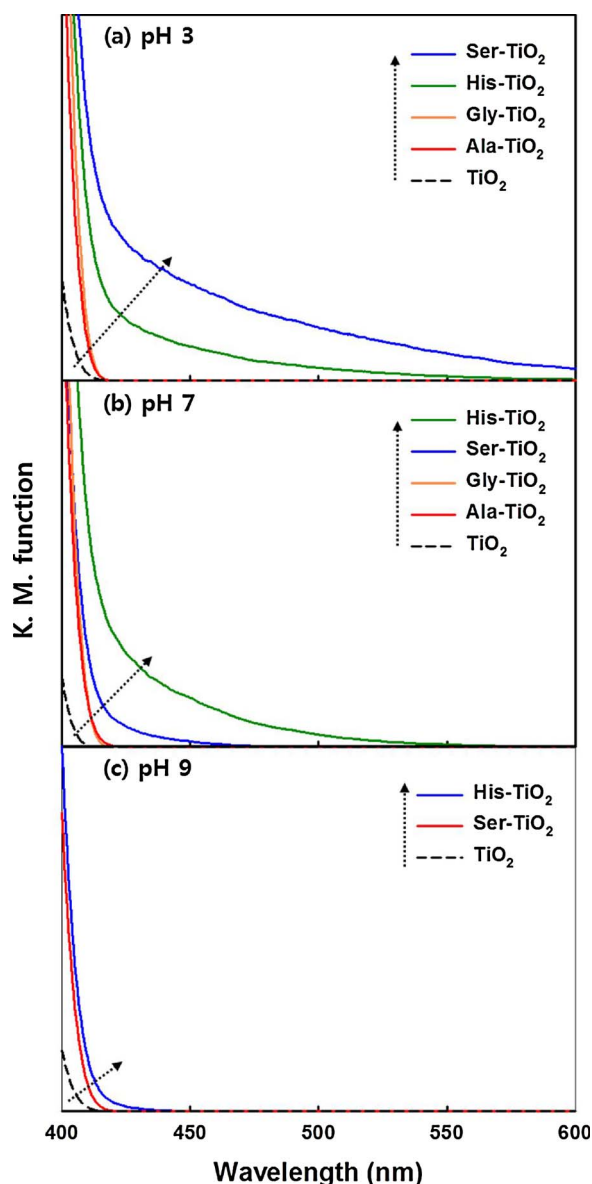 (a) pH 3
Ser-TiO₂
His-TiO₂
Gly-TiO₂
Ala-TiO₂
TiO₂
(b) pH 7
His-TiO₂
Ser-TiO₂
Gly-TiO₂
Ala-TiO₂
TiO₂
(c) pH 9
His-TiO₂
Ser-TiO₂
TiO₂
K. M. function
400 450 500 550 600
Wavelength (nm)